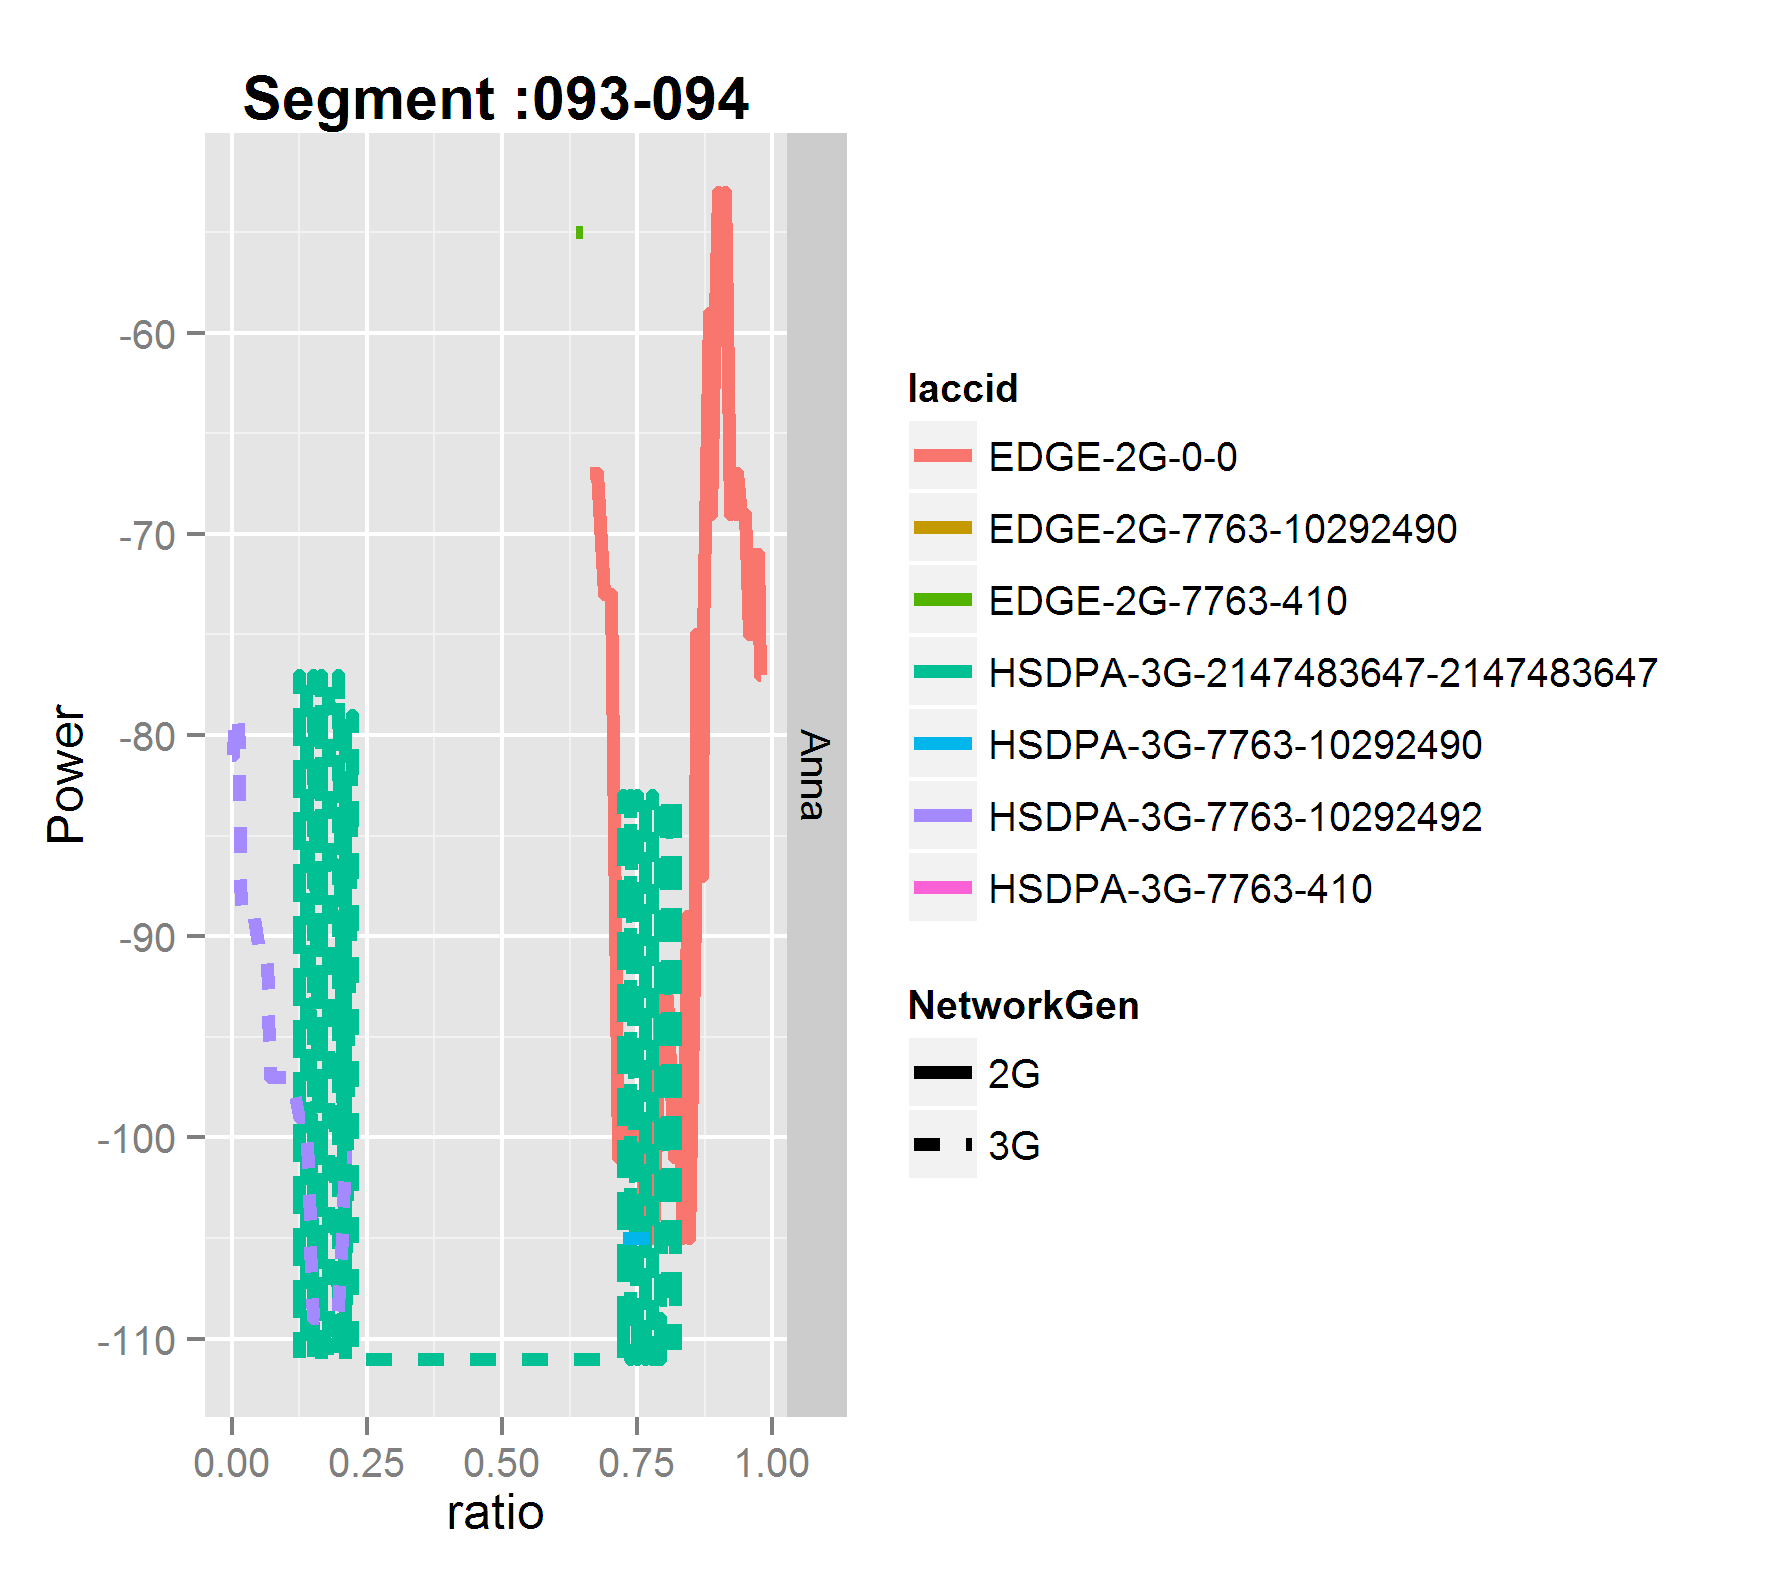 Segment :093-094
Power
-60
-70
-80
-90
-100
-110
0.00 0.25 0.50 0.75 1.00
ratio
Anna
laccid
EDGE-2G-0-0
EDGE-2G-7763-10292490
EDGE-2G-7763-410
HSDPA-3G-2147483647-2147483647
HSDPA-3G-7763-10292490
HSDPA-3G-7763-10292492
HSDPA-3G-7763-410
NetworkGen
2G
3G